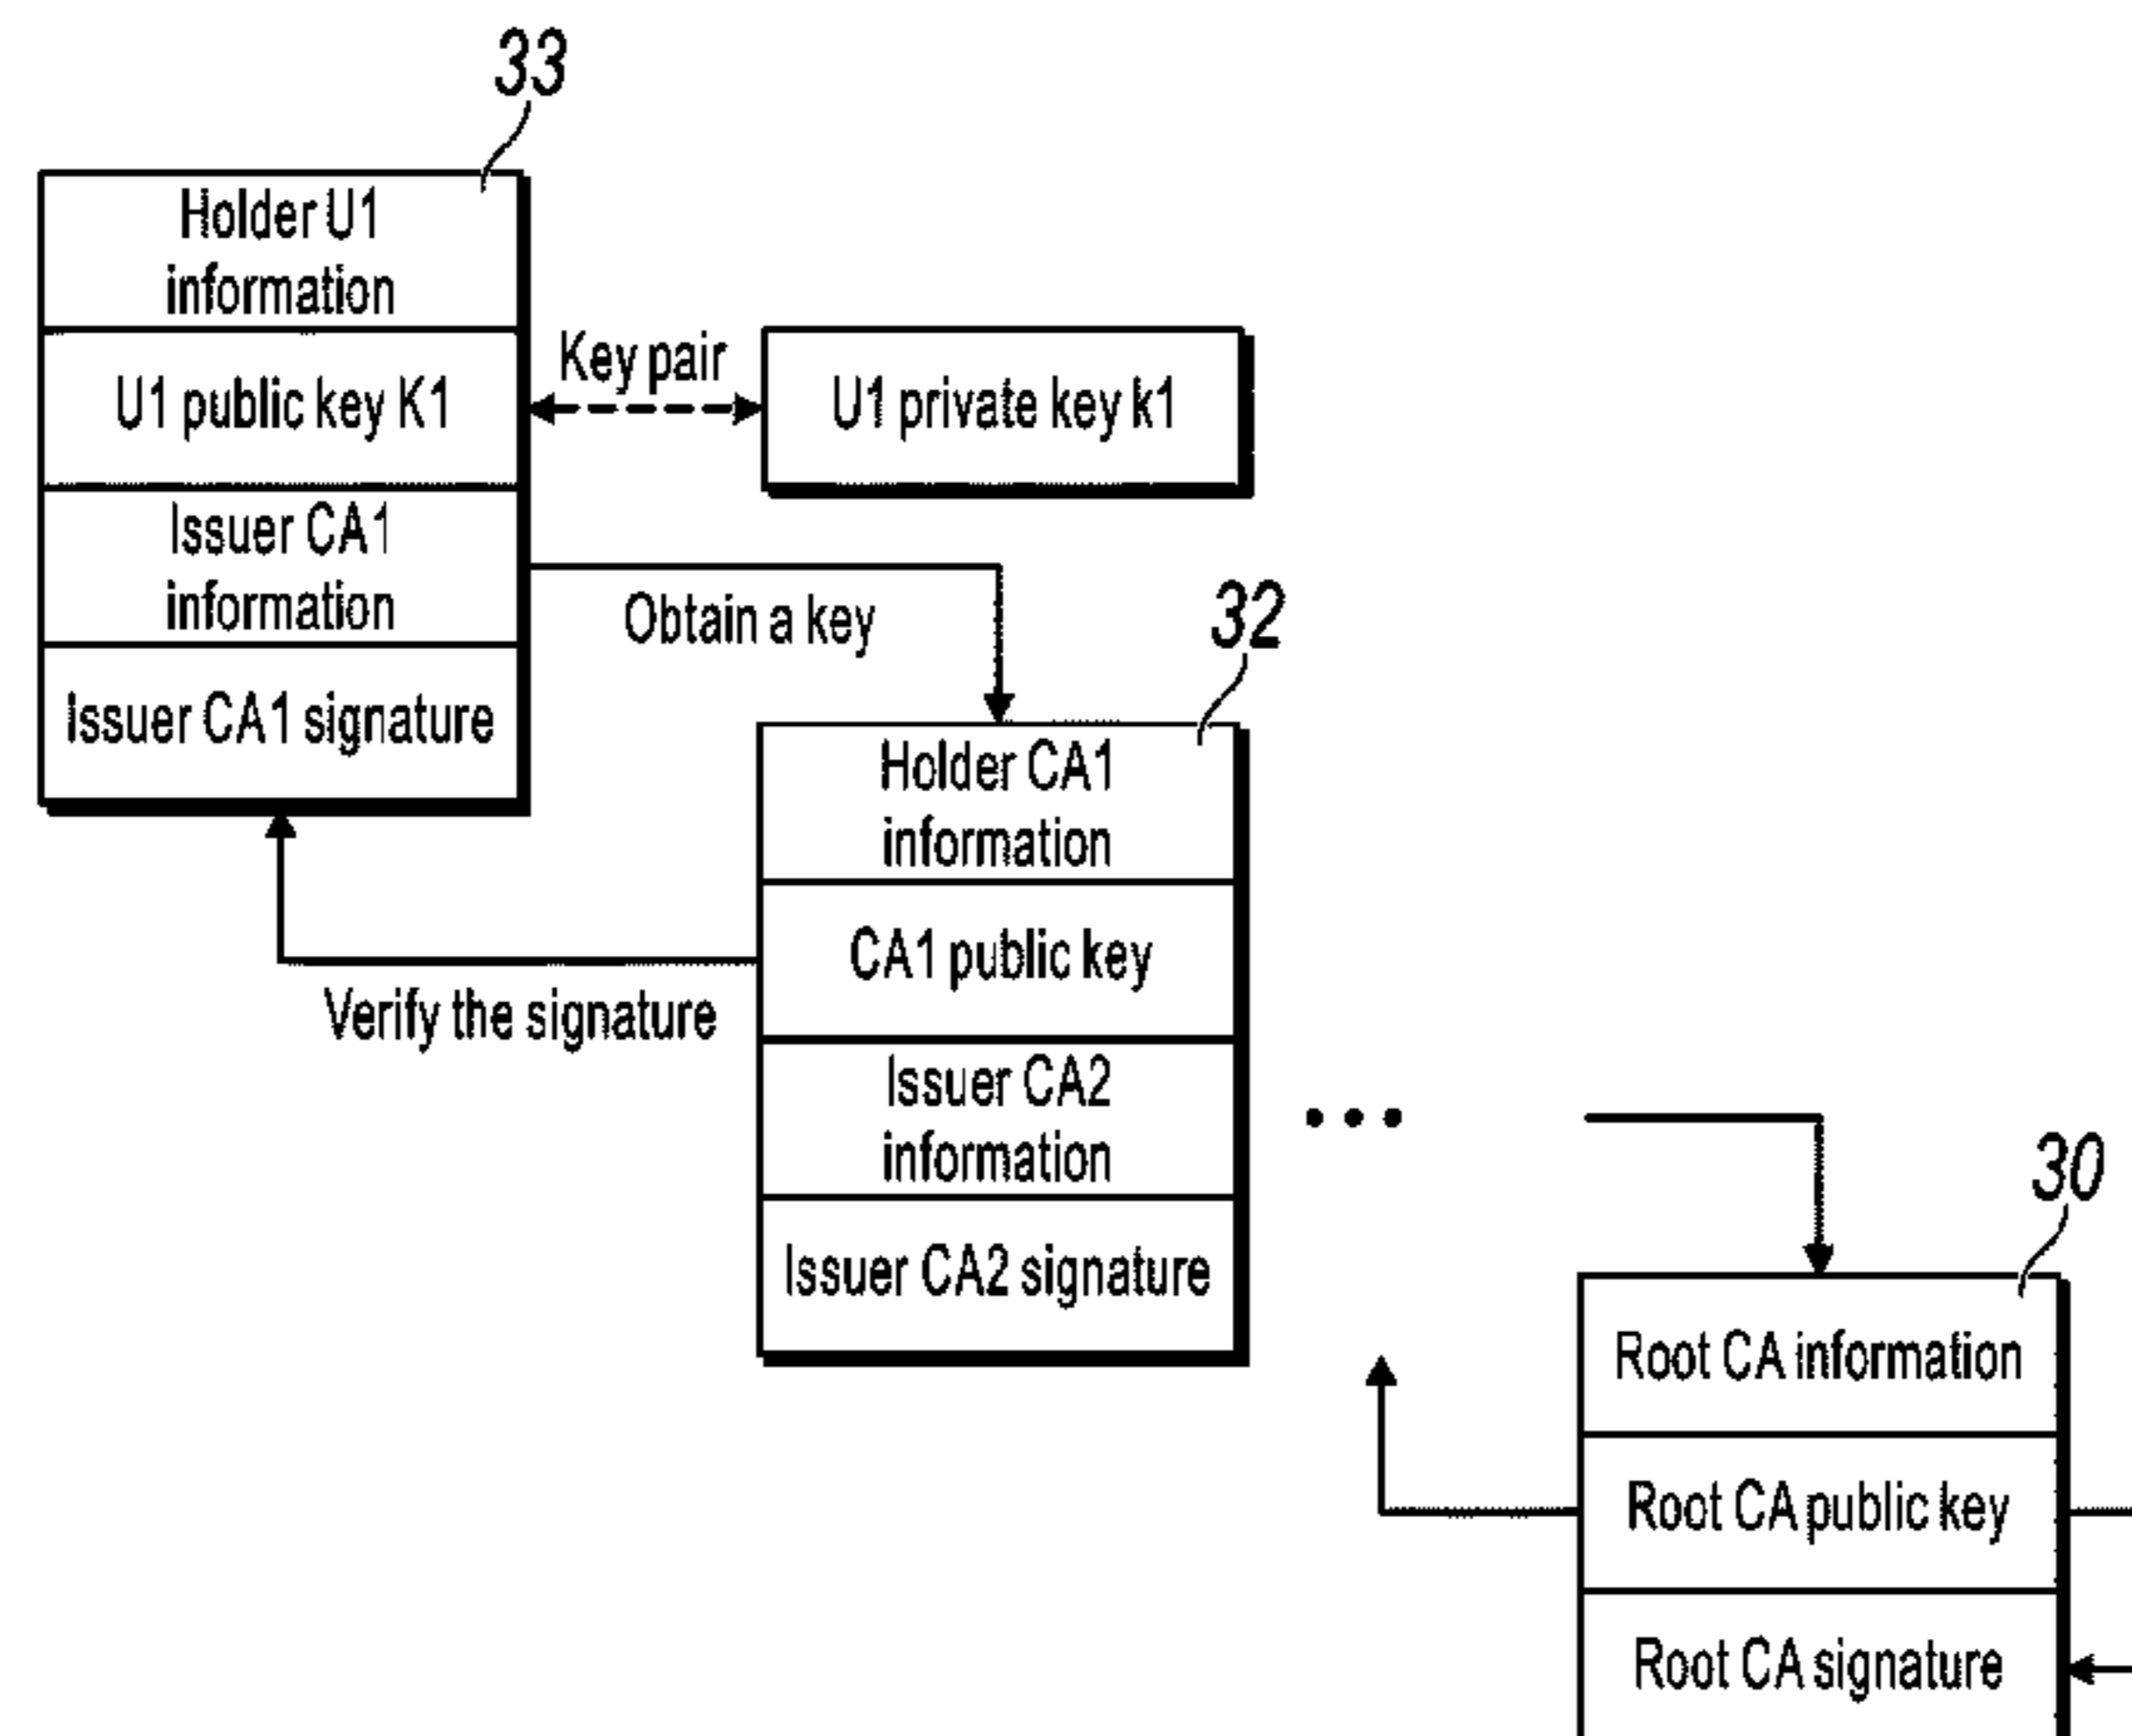 33
Holder U1
information
Key pair
U1 public key K1
U1 private key k1
Issuer CA1
information
Obtain a key
Issuer CA1 signature
32
Holder CA1
information
CA1 public key
Verify the signature
Issuer CA2
information
Issuer CA2 signature
• • •
30
Root CA information
Root CA public key
Root CA signature